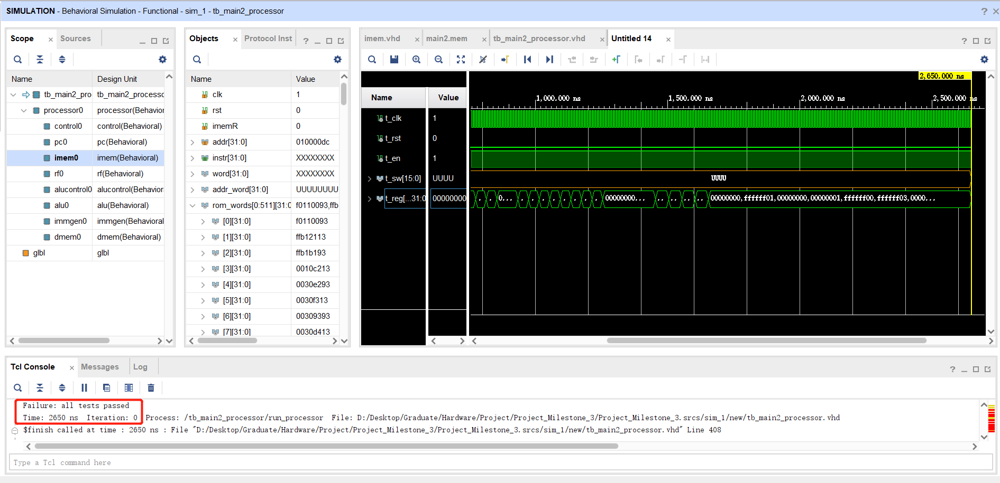 SIMULATION - Behavioral Simulation - Functional - sim_1 - tb_main2_processor
Scope
Sources
Name Design Unit
tb_main2_pro tb_main2_processo
processor0 processor(Behavior
control0 control(Behavioral)
pc0 pc(Behavioral)
imem0 imem(Behavioral)
rf0 rf(Behavioral)
alucontrol0 alucontrol(Behavior
alu0 alu(Behavioral)
immgen0 immgen(Behavioral
dmem0 dmem(Behavioral)
glbl glbl
Objects
Protocol Inst
Name Value
clk 1
rst 0
imemR 0
addr[31:0] 010000dc
instr[31:0] XXXXXXXX
word[31:0] XXXXXXXX
addr_word[31:0] UUUUUUUU
rom_words[0:511][31:0 f0110093,ffb
[0][31:0] f0110093
[1][31:0] ffb12113
[2][31:0] ffb1b193
[3][31:0] 0010c213
[4][31:0] 0030e293
[5][31:0] 0030f313
[6][31:0] 00309393
[7][31:0] 0030d413
imem.vhd
main2.mem
tb_main2_processor.vhd
Untitled 14
2,650.000 ns
Name Value
1,000.000 ns 1,500.000 ns 2,000.000 ns 2,500.000 ns
t_clk 1
t_rst 0
t_en 1
t_sw[15:0] UUUU UUUU
t_reg[...31:0 00000000 . . 0... . . . . . . . . 00000000... .. .. .. .. 00000000,ffffff01,00000000,00000001,ffffff00,ffffff03,0000...
Tcl Console
Messages
Log
Failure: all tests passed
Time: 2650 ns Iteration: 0 Process: /tb_main2_processor/run_processor File: D:/Desktop/Graduate/Hardware/Project/Project_Milestone_3/Project_Milestone_3.srcs/sim_1/new/tb_main2_processor.vhd
$finish called at time : 2650 ns : File "D:/Desktop/Graduate/Hardware/Project/Project_Milestone_3/Project_Milestone_3.srcs/sim_1/new/tb_main2_processor.vhd" Line 408
Type a Tcl command here